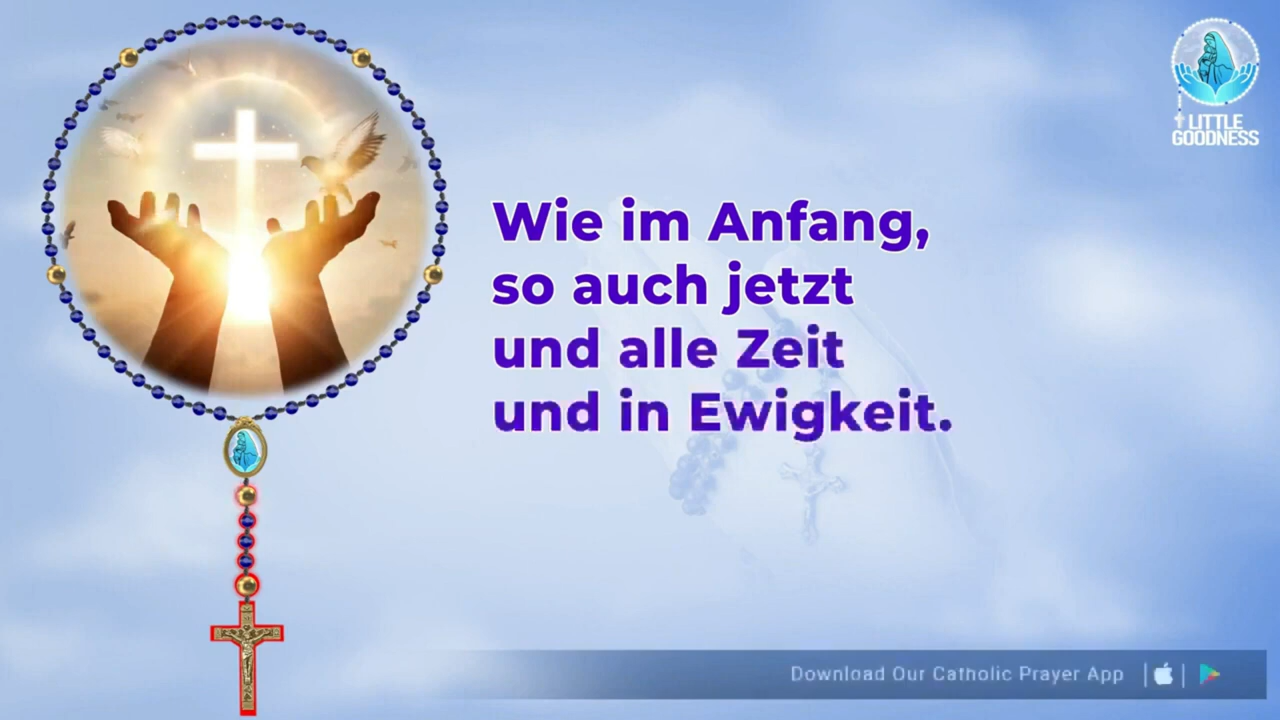 LITTLE
GOODNESS
Wie im Anfang,
so auch jetzt
und alle Zeit
und in Ewigkeit.
Download Our Catholic Prayer App